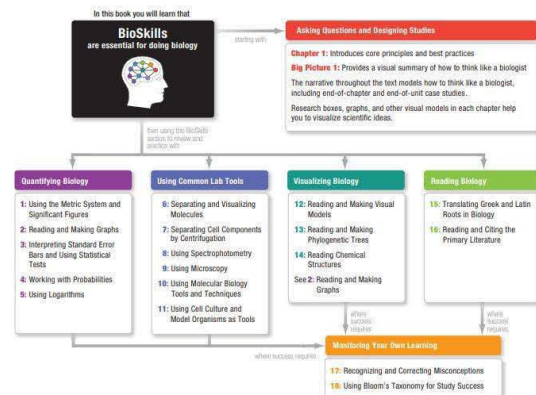 In this book you will learn that
BioSkills
are essential for doing biology
starting with
Asking Questions and Designing Studies
Chapter 1: Introduces core principles and best practices
Big Picture 1: Provides a visual summary of how to think like a biologist
The narrative throughout the text models how to think like a biologist,
including end-of-chapter and end-of-unit case studies.
Research boxes, graphs, and other visual models in each chapter help
you to visualize scientific ideas.
then using the BioSkills
section to review and
practice with
Quantifying Biology
1: Using the Metric System and
Significant Figures
2: Reading and Making Graphs
3: Interpreting Standard Error
Bars and Using Statistical
Tests
4: Working with Probabilities
5: Using Logarithms
Using Common Lab Tools
6: Separating and Visualizing
Molecules
7: Separating Cell Components
by Centrifugation
8: Using Spectrophotometry
9: Using Microscopy
10: Using Molecular Biology
Tools and Techniques
11: Using Cell Culture and
Model Organisms as Tools
Visualizing Biology
12: Reading and Making Visual
Models
13: Reading and Making
Phylogenetic Trees
14: Reading Chemical
Structures
See 2: Reading and Making
Graphs
Reading Biology
15: Translating Greek and Latin
Roots in Biology
16: Reading and Citing the
Primary Literature
where
success
requires
where
success
requires
where success requires
Monitoring Your Own Learning
17: Recognizing and Correcting Misconceptions
18: Using Bloom's Taxonomy for Study Success